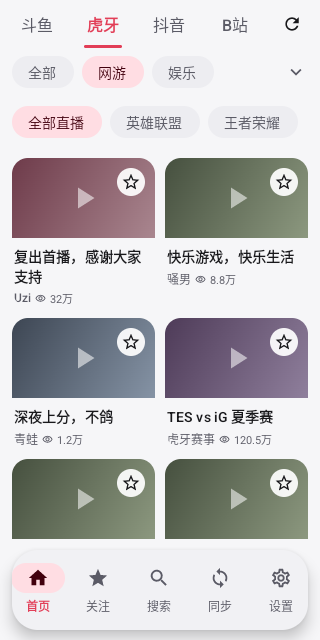 斗鱼 虎牙 抖音 B站
全部 网游 娱乐
全部直播 英雄联盟 王者荣耀
复出首播，感谢大家
支持
Uzi 32万
快乐游戏，快乐生活
骚男 8.8万
深夜上分，不鸽
青蛙 1.2万
TES vs iG 夏季赛
虎牙赛事 120.5万
首页 关注 搜索 同步 设置